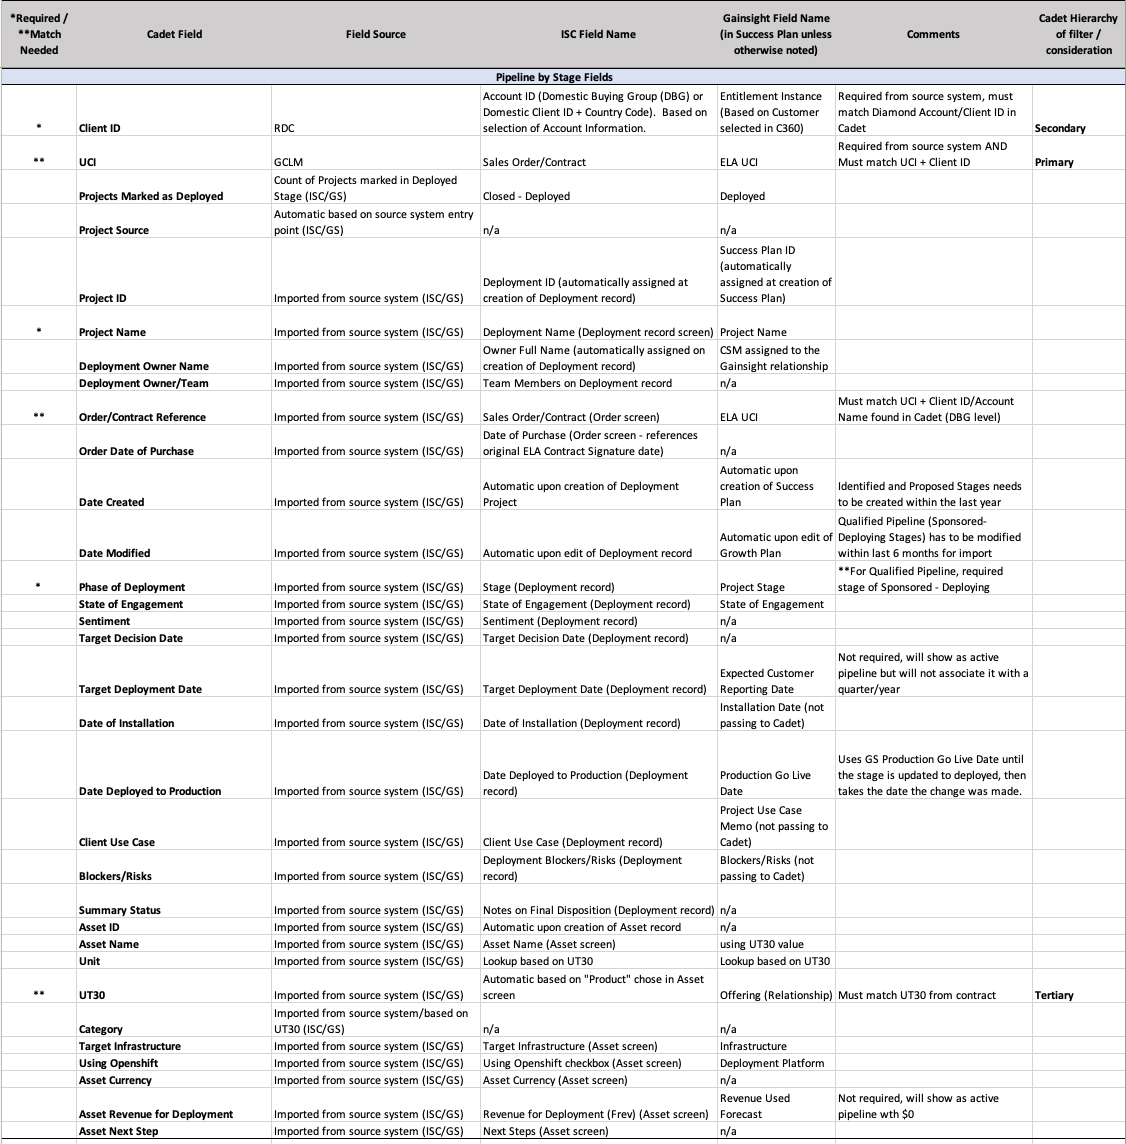 *Required / **Match Needed | Cadet Field | Field Source | ISC Field Name | Gainsight Field Name (in Success Plan unless otherwise noted) | Comments | Cadet Hierarchy of filter / consideration
Pipeline by Stage Fields
* | Client ID | RDC | Account ID (Domestic Buying Group (DBG) or Domestic Client ID + Country Code). Based on selection of Account Information. | Entitlement Instance (Based on Customer selected in C360) | Required from source system, must match Diamond Account/Client ID in Cadet | Secondary
** | UCI | GCLM | Sales Order/Contract | ELA UCI | Required from source system AND Must match UCI + Client ID | Primary
Projects Marked as Deployed | Count of Projects marked in Deployed Stage (ISC/GS) | Closed - Deployed | Deployed
Project Source | Automatic based on source system entry point (ISC/GS) | n/a | n/a
Project ID | Imported from source system (ISC/GS) | Deployment ID (automatically assigned at creation of Deployment record) | Success Plan ID (automatically assigned at creation of Success Plan)
* | Project Name | Imported from source system (ISC/GS) | Deployment Name (Deployment record screen) | Project Name
Deployment Owner Name | Imported from source system (ISC/GS) | Owner Full Name (automatically assigned on creation of Deployment record) | CSM assigned to the Gainsight relationship
Deployment Owner/Team | Imported from source system (ISC/GS) | Team Members on Deployment record | n/a
** | Order/Contract Reference | Imported from source system (ISC/GS) | Sales Order/Contract (Order screen) | ELA UCI | Must match UCI + Client ID/Account Name found in Cadet (DBG level)
Order Date of Purchase | Imported from source system (ISC/GS) | Date of Purchase (Order screen - references original ELA Contract Signature date) | n/a
Date Created | Imported from source system (ISC/GS) | Automatic upon creation of Deployment Project | Automatic upon creation of Success Plan | Identified and Proposed Stages needs to be created within the last year
Date Modified | Imported from source system (ISC/GS) | Automatic upon edit of Deployment record | Automatic upon edit of Growth Plan | Qualified Pipeline (Sponsored-Deploying Stages) has to be modified within last 6 months for import
* | Phase of Deployment | Imported from source system (ISC/GS) | Stage (Deployment record) | Project Stage | **For Qualified Pipeline, required stage of Sponsored - Deploying
State of Engagement | Imported from source system (ISC/GS) | State of Engagement (Deployment record) | State of Engagement
Sentiment | Imported from source system (ISC/GS) | Sentiment (Deployment record) | n/a
Target Decision Date | Imported from source system (ISC/GS) | Target Decision Date (Deployment record) | n/a
Target Deployment Date | Imported from source system (ISC/GS) | Target Deployment Date (Deployment record) | Expected Customer Reporting Date | Not required, will show as active pipeline but will not associate it with a quarter/year
Date of Installation | Imported from source system (ISC/GS) | Date of Installation (Deployment record) | Installation Date (not passing to Cadet)
Date Deployed to Production | Imported from source system (ISC/GS) | Date Deployed to Production (Deployment record) | Production Go Live Date | Uses GS Production Go Live Date until the stage is updated to deployed, then takes the date the change was made.
Client Use Case | Imported from source system (ISC/GS) | Client Use Case (Deployment record) | Project Use Case Memo (not passing to Cadet)
Blockers/Risks | Imported from source system (ISC/GS) | Deployment Blockers/Risks (Deployment record) | Blockers/Risks (not passing to Cadet)
Summary Status | Imported from source system (ISC/GS) | Notes on Final Disposition (Deployment record) | n/a
Asset ID | Imported from source system (ISC/GS) | Automatic upon creation of Asset record | n/a
Asset Name | Imported from source system (ISC/GS) | Asset Name (Asset screen) | using UT30 value
Unit | Imported from source system (ISC/GS) | Lookup based on UT30 | Lookup based on UT30
** | UT30 | Imported from source system (ISC/GS) | Automatic based on "Product" chose in Asset screen | Offering (Relationship) | Must match UT30 from contract | Tertiary
Category | Imported from source system/based on UT30 (ISC/GS) | n/a | n/a
Target Infrastructure | Imported from source system (ISC/GS) | Target Infrastructure (Asset screen) | Infrastructure
Using Openshift | Imported from source system (ISC/GS) | Using Openshift checkbox (Asset screen) | Deployment Platform
Asset Currency | Imported from source system (ISC/GS) | Asset Currency (Asset screen) | n/a
Asset Revenue for Deployment | Imported from source system (ISC/GS) | Revenue for Deployment (Frev) (Asset screen) | Revenue Used Forecast | Not required, will show as active pipeline wth $0
Asset Next Step | Imported from source system (ISC/GS) | Next Steps (Asset screen) | n/a